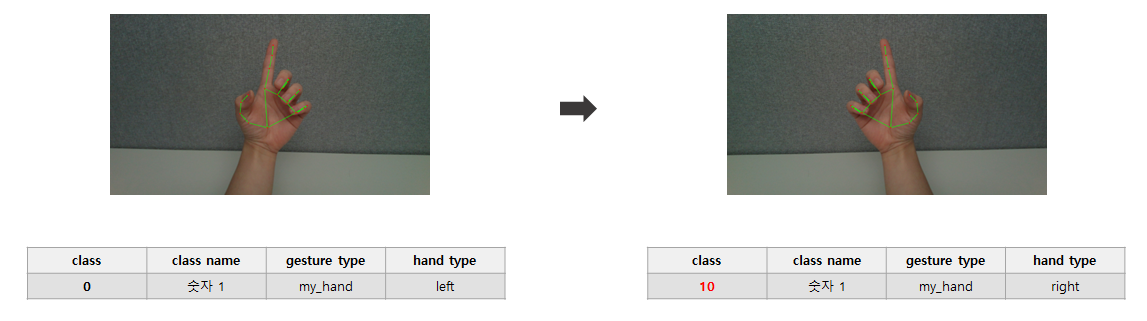 class class name gesture type hand type
0 숫자 1 my_hand left
class class name gesture type hand type
10 숫자 1 my_hand right